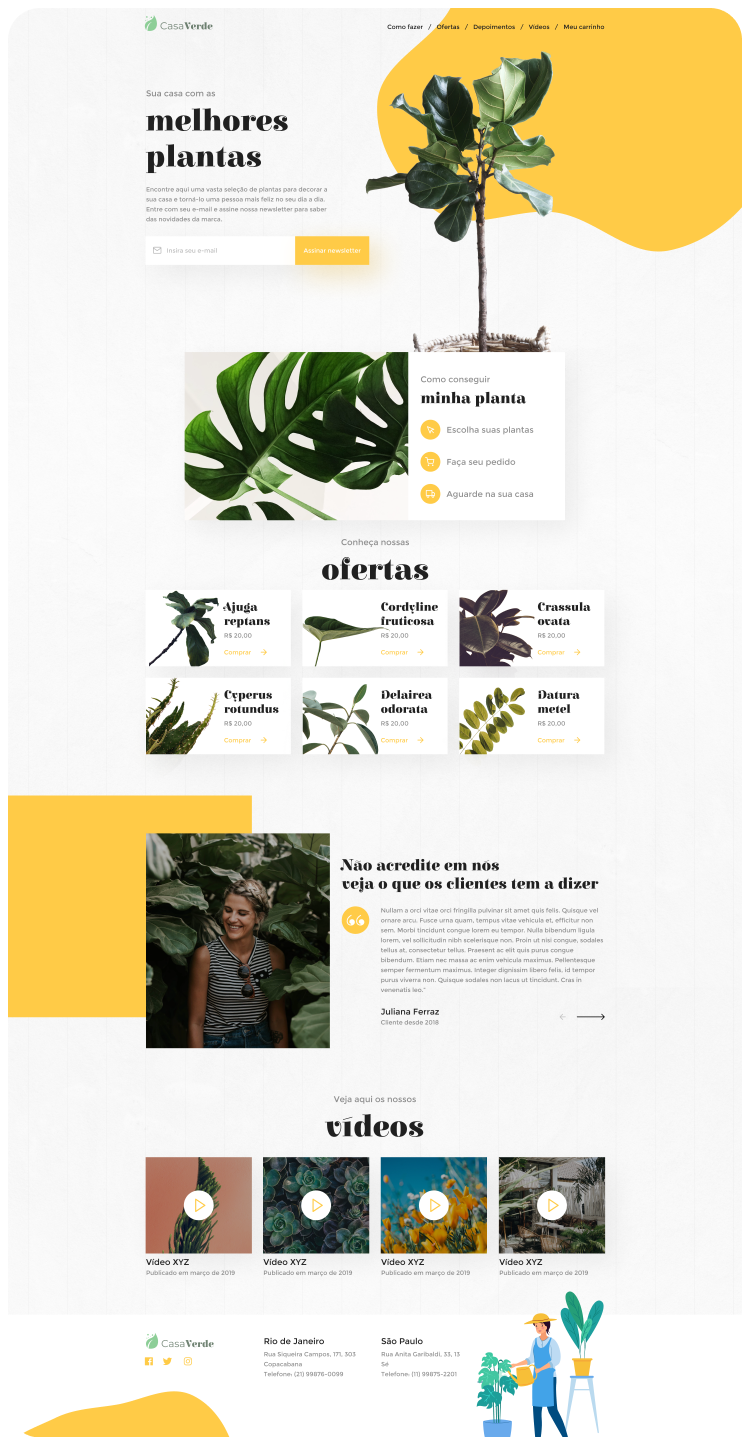 CasaVerde
Como fazer / Ofertas / Depoimentos / Vídeos / Meu carrinho
Sua casa com as
melhores
plantas
Encontre aqui uma vasta seleção de plantas para decorar a
sua casa e torná-lo uma pessoa mais feliz no seu dia a dia.
Entre com seu e-mail e assine nossa newsletter para saber
das novidades da marca.
Insira seu e-mail
Assinar newsletter
Como conseguir
minha planta
Escolha suas plantas
Faça seu pedido
Aguarde na sua casa
Conheça nossas
ofertas
Ajuga
reptans
R$ 20,00
Comprar
Cordyline
fruticosa
R$ 20,00
Comprar
Crassula
ovata
R$ 20,00
Comprar
Cyperus
rotundus
R$ 20,00
Comprar
Delairea
odorata
R$ 20,00
Comprar
Datura
metel
R$ 20,00
Comprar
Não acredite em nós
veja o que os clientes tem a dizer
Nullam a orci vitae orci fringilla pulvinar sit amet quis felis. Quisque vel
ornare arcu. Fusce urna quam, tempus vitae vehicula et, efficitur non
sem. Morbi tincidunt congue lorem eu tempor. Nulla bibendum ligula
lorem, vel sollicitudin nibh scelerisque non. Proin ut nisi congue, sodales
tellus at, consectetur tellus. Praesent ac elit quis purus congue
bibendum. Etiam nec massa ac enim vehicula maximus. Pellentesque
semper fermentum maximus. Integer dignissim libero felis, id tempor
purus viverra non. Quisque sodales non lacus ut tincidunt. Cras in
venenatis leo."
Juliana Ferraz
Cliente desde 2018
Veja aqui os nossos
vídeos
Vídeo XYZ
Publicado em março de 2019
Vídeo XYZ
Publicado em março de 2019
Vídeo XYZ
Publicado em março de 2019
Vídeo XYZ
Publicado em março de 2019
CasaVerde
Rio de Janeiro
Rua Siqueira Campos, 171, 303
Copacabana
Telefone: (21) 99876-0099
São Paulo
Rua Anita Garibaldi, 33, 13
Sé
Telefone: (11) 99875-2201